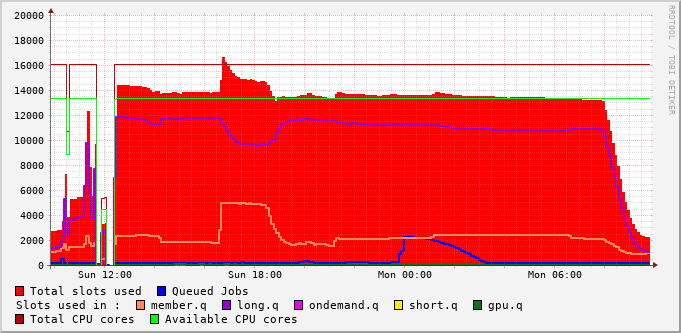 RRDTOOL / TOBI OETIKER
20000
18000
16000
14000
12000
10000
8000
6000
4000
2000
0
Sun 12:00 Sun 18:00 Mon 00:00 Mon 06:00
Total slots used Queued Jobs
Slots used in : member.q long.q ondemand.q short.q gpu.q
Total CPU cores Available CPU cores